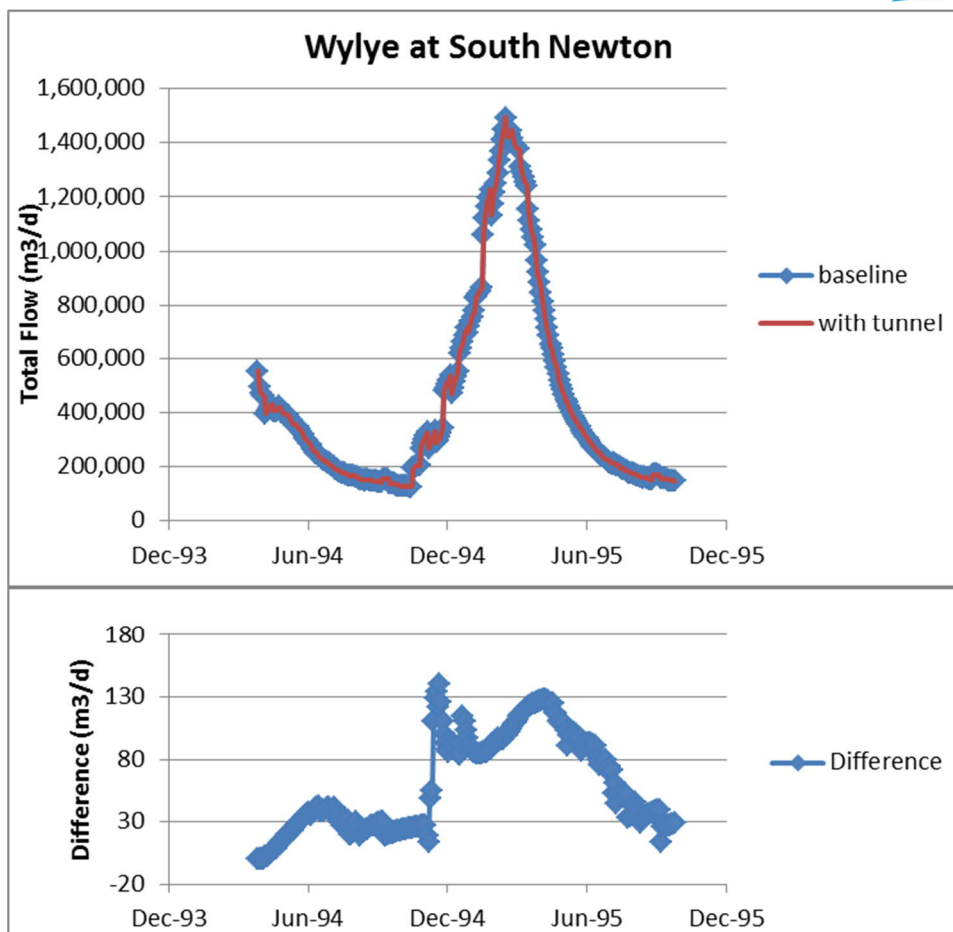 Wylye at South Newton
1,600,000
1,400,000
1,200,000
1,000,000
800,000
600,000
400,000
200,000
0
Total Flow (m3/d)
Dec-93 Jun-94 Dec-94 Jun-95 Dec-95
baseline
with tunnel
180
130
80
30
-20
Difference (m3/d)
Dec-93 Jun-94 Dec-94 Jun-95 Dec-95
Difference